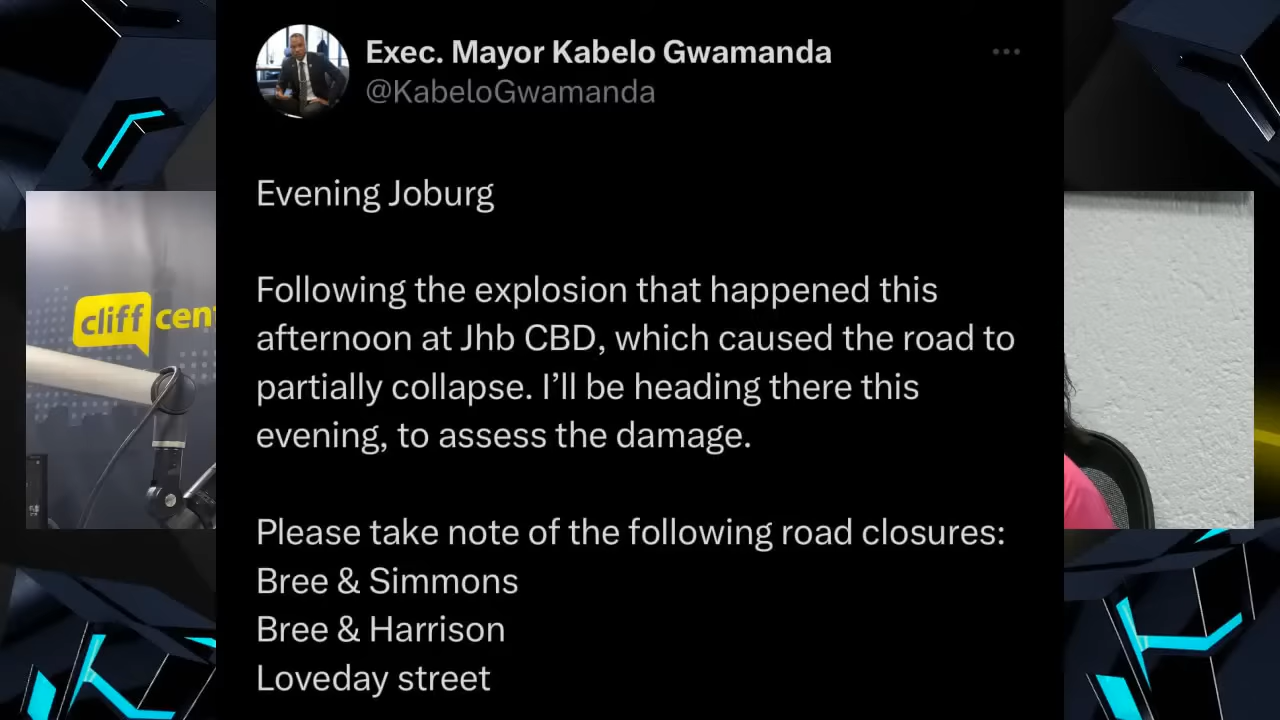 Exec. Mayor Kabelo Gwamanda
@KabeloGwamanda
Evening Joburg
Following the explosion that happened this
afternoon at Jhb CBD, which caused the road to
partially collapse. I'll be heading there this
evening, to assess the damage.
Please take note of the following road closures:
Bree & Simmons
Bree & Harrison
Loveday street
cliff cen